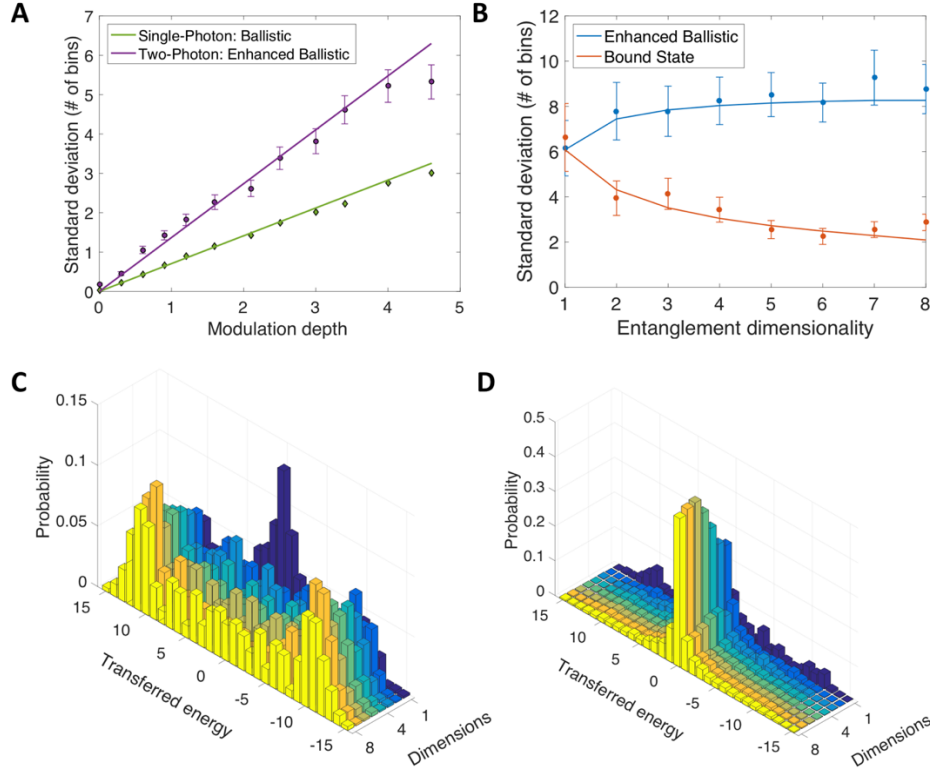 A
Single-Photon: Ballistic
Two-Photon: Enhanced Ballistic
Standard deviation (# of bins)
7
6
5
4
3
2
1
0
0 1 2 3 4 5
Modulation depth
B
Enhanced Ballistic
Bound State
Standard deviation (# of bins)
12
10
8
6
4
2
0
1 2 3 4 5 6 7 8
Entanglement dimensionality
C
Probability
0.15
0.1
0.05
0
15 10 5 0 -5 -10 -15
Transferred energy
8 4 1
Dimensions
D
Probability
0.5
0.4
0.3
0.2
0.1
0
15 10 5 0 -5 -10 -15
Transferred energy
8 4 1
Dimensions